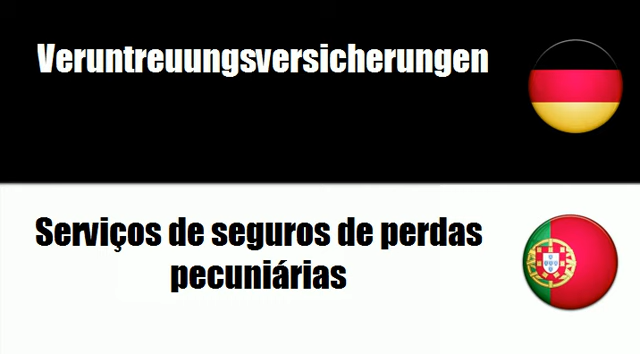 Veruntreuungsversicherungen
Serviços de seguros de perdas
pecuniárias